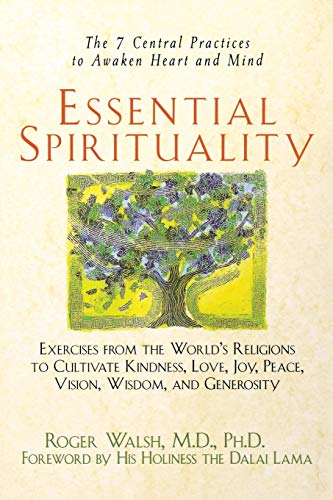 The 7 Central Practices
to Awaken Heart and Mind
ESSENTIAL
SPIRITUALITY
EXERCISES FROM THE WORLD'S RELIGIONS
TO CULTIVATE KINDNESS, LOVE, JOY, PEACE,
VISION, WISDOM, AND GENEROSITY
ROGER WALSH, M.D., PH.D.
FOREWORD BY HIS HOLINESS THE DALAI LAMA